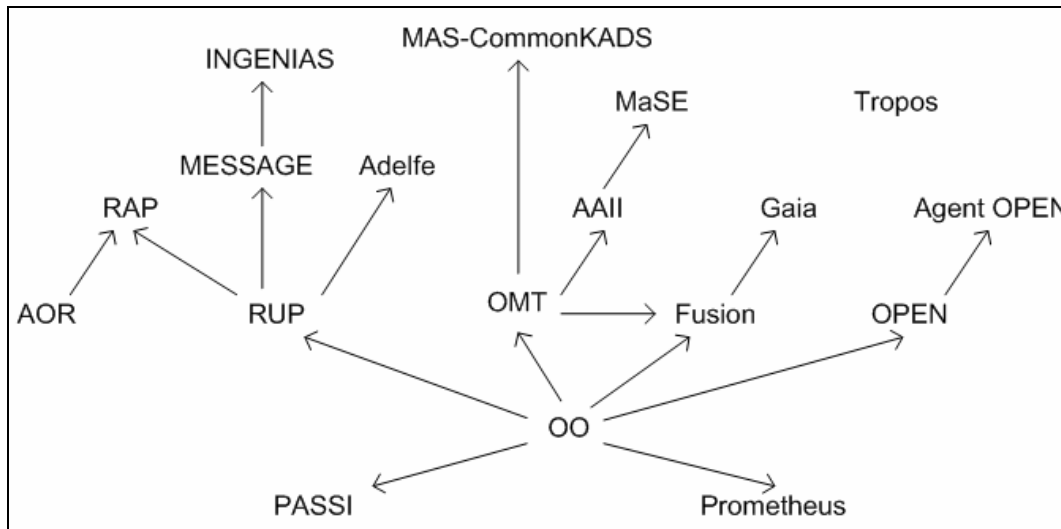 MAS-CommonKADS
INGENIAS
MaSE
Tropos
MESSAGE
Adelfe
RAP
AAII
Gaia
Agent OPEN
AOR
RUP
OMT
Fusion
OPEN
OO
PASSI
Prometheus